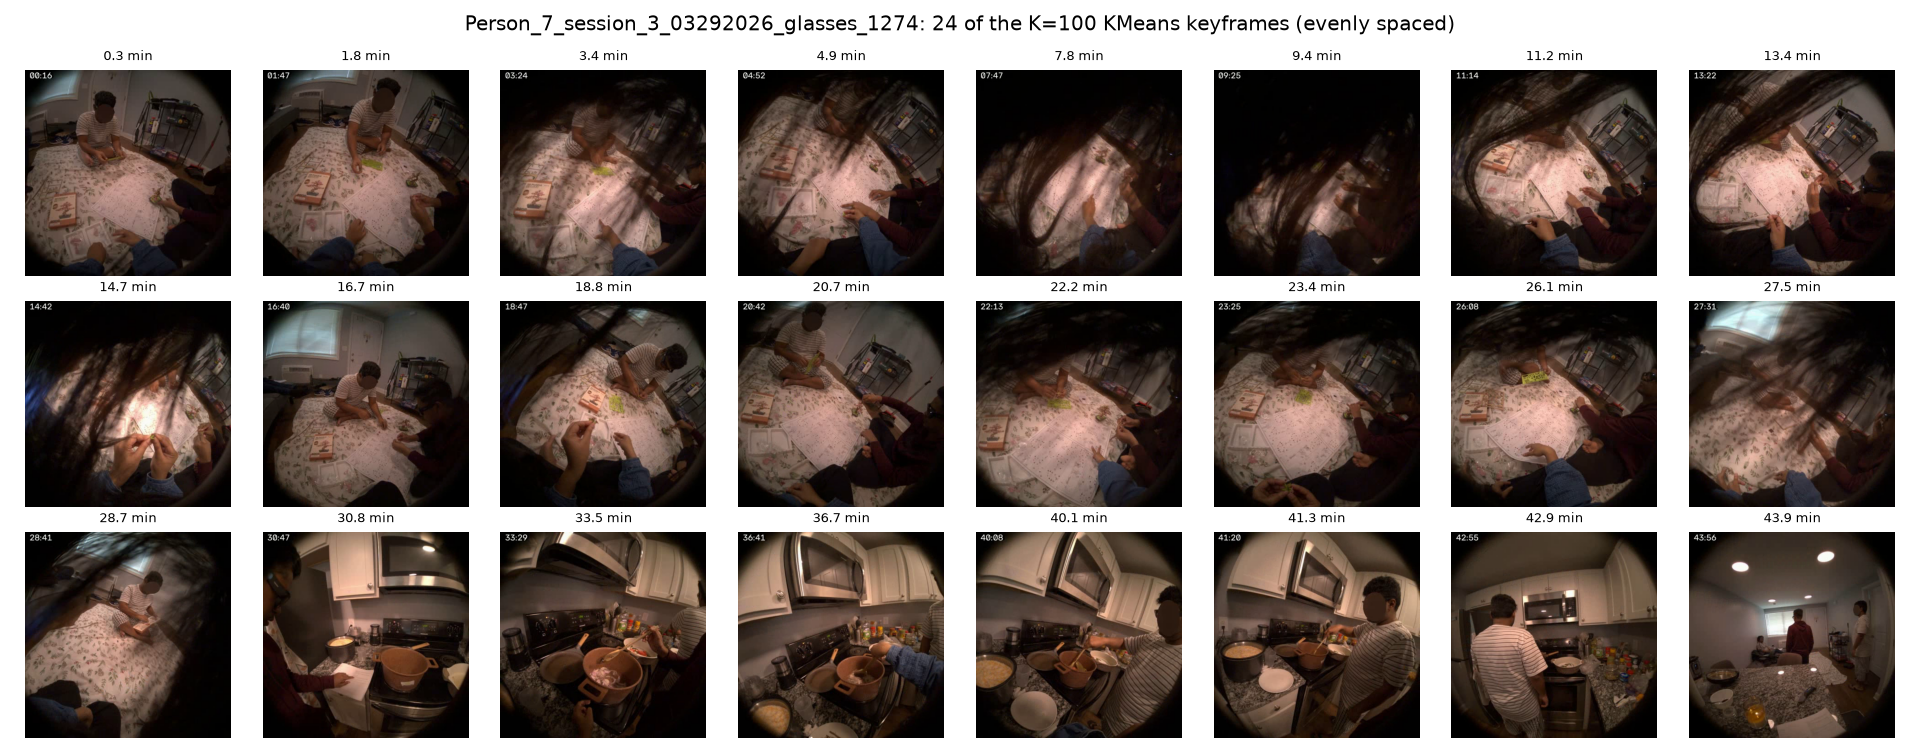 Person_7_session_3_03292026_glasses_1274: 24 of the K=100 KMeans keyframes (evenly spaced)
0.3 min
1.8 min
3.4 min
4.9 min
7.8 min
9.4 min
11.2 min
13.4 min
00:16
01:47
03:24
04:52
07:47
09:25
11:14
13:22
14.7 min
16.7 min
18.8 min
20.7 min
22.2 min
23.4 min
26.1 min
27.5 min
14:42
16:40
18:47
20:42
22:13
23:25
26:08
27:31
28.7 min
30.8 min
33.5 min
36.7 min
40.1 min
41.3 min
42.9 min
43.9 min
28:41
30:47
33:29
36:41
40:08
41:20
42:55
43:56